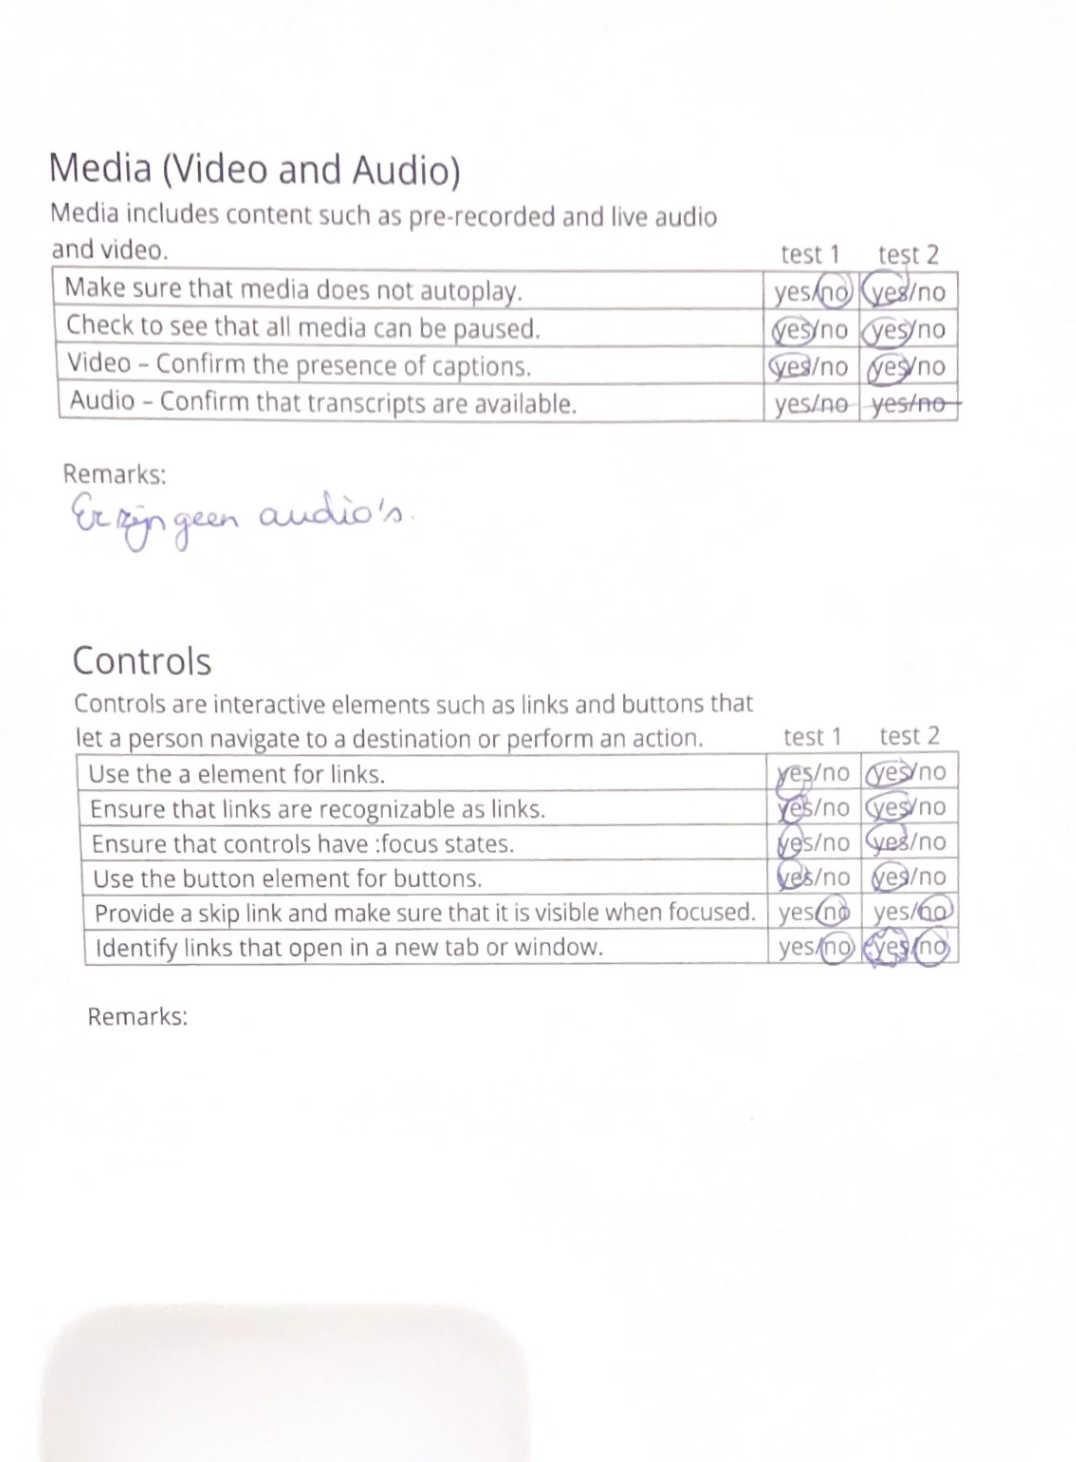 Media (Video and Audio)
Media includes content such as pre-recorded and live audio
and video. test 1 test 2
Make sure that media does not autoplay. yes/no yes/no
Check to see that all media can be paused. yes/no yes/no
Video – Confirm the presence of captions. yes/no yes/no
Audio – Confirm that transcripts are available. yes/no yes/no
Remarks:
Er zijn geen audio's.
Controls
Controls are interactive elements such as links and buttons that
let a person navigate to a destination or perform an action. test 1 test 2
Use the a element for links. yes/no yes/no
Ensure that links are recognizable as links. yes/no yes/no
Ensure that controls have :focus states. yes/no yes/no
Use the button element for buttons. yes/no yes/no
Provide a skip link and make sure that it is visible when focused. yes/no yes/no
Identify links that open in a new tab or window. yes/no yes/no
Remarks: